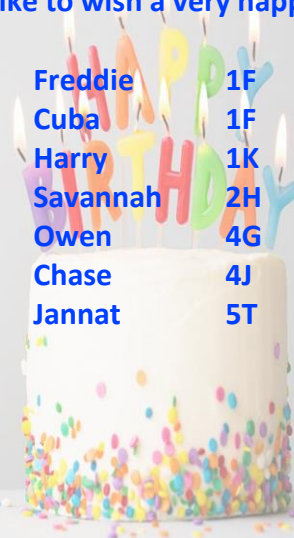 like to wish a very happ
HAPPY
BIRTHDAY
Freddie 1F
Cuba 1F
Harry 1K
Savannah 2H
Owen 4G
Chase 4J
Jannat 5T